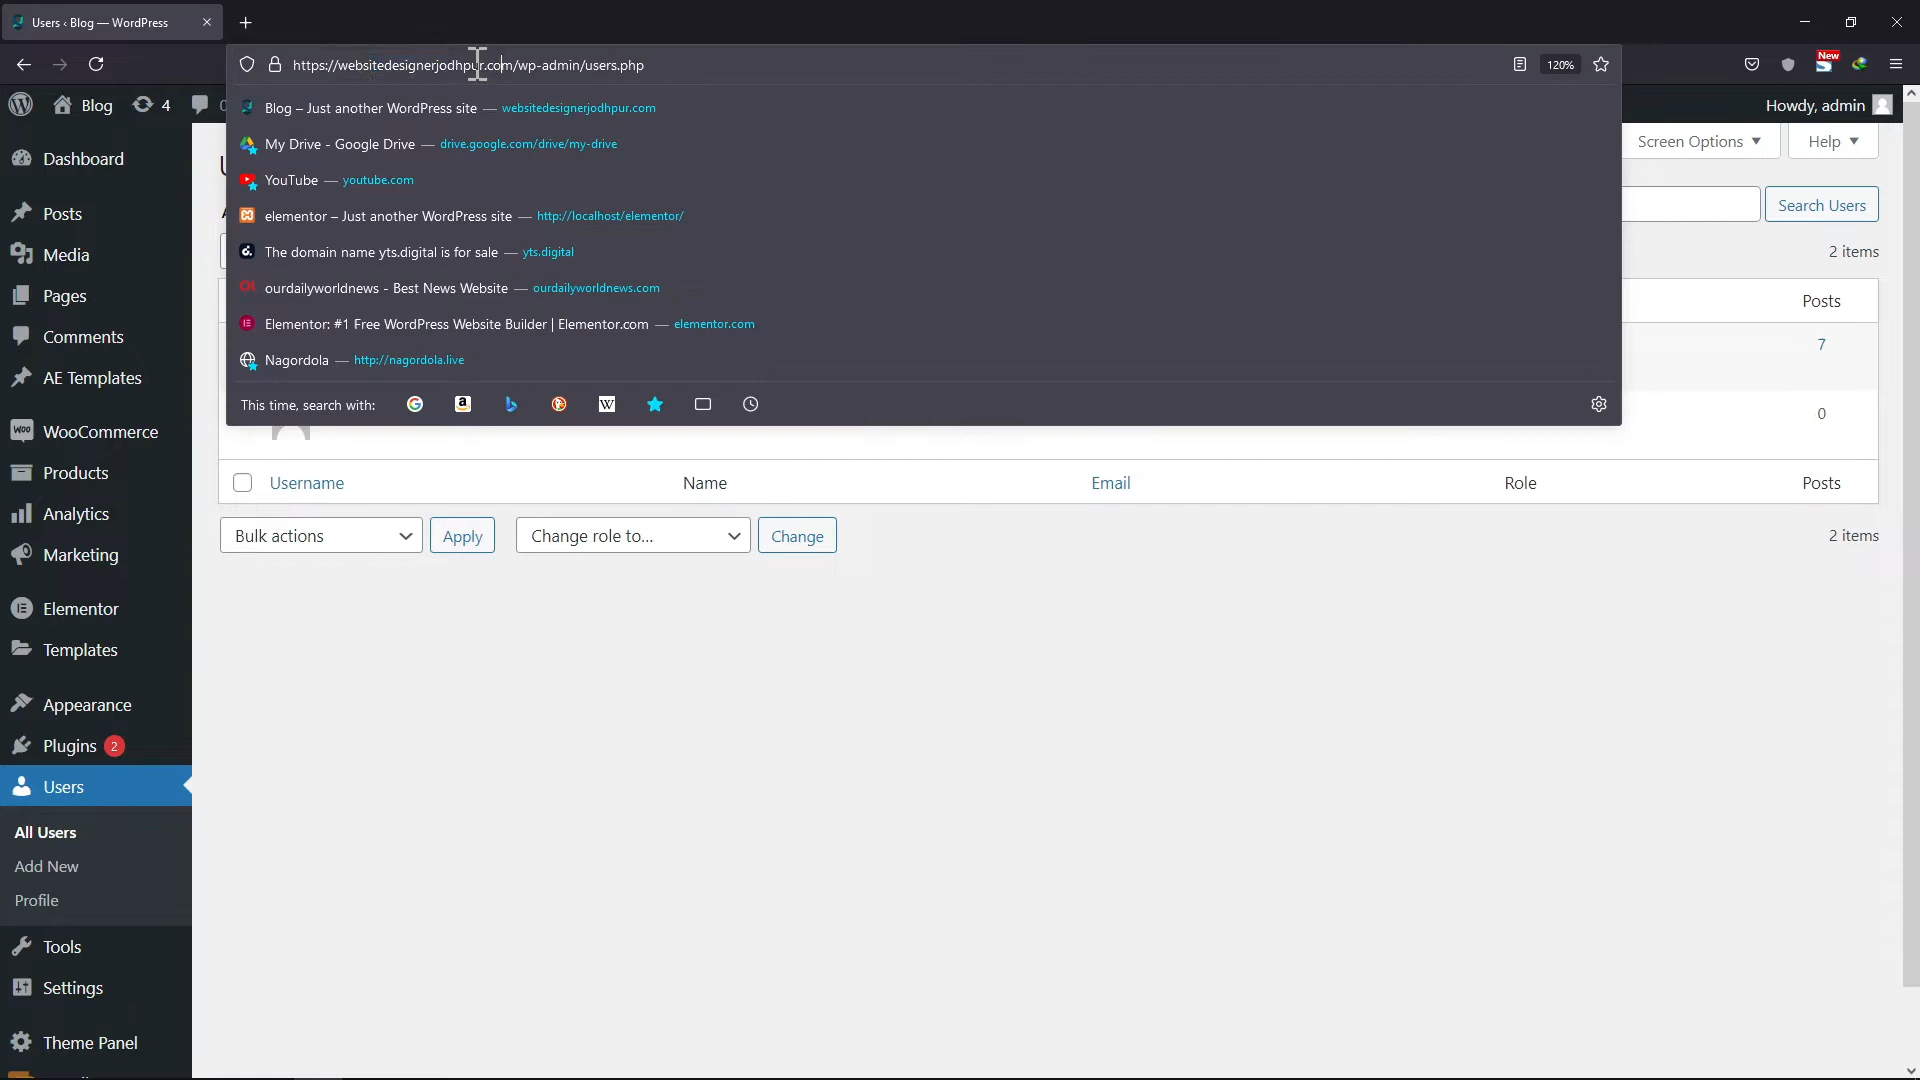 Users ‹ Blog — WordPress
https://websitedesignerjodhpur.com/wp-admin/users.php
120%
New
Blog
4
0
Howdy, admin
Blog – Just another WordPress site — websitedesignerjodhpur.com
My Drive - Google Drive — drive.google.com/drive/my-drive
YouTube — youtube.com
elementor – Just another WordPress site — http://localhost/elementor/
The domain name yts.digital is for sale — yts.digital
ourdailyworldnews - Best News Website — ourdailyworldnews.com
Elementor: #1 Free WordPress Website Builder | Elementor.com — elementor.com
Nagordola — http://nagordola.live
This time, search with:
Screen Options
Help
Search Users
2 items
Posts
7
0
Username Name Email Role Posts
Bulk actions Apply Change role to... Change
2 items
Dashboard
Posts
Media
Pages
Comments
AE Templates
WooCommerce
Products
Analytics
Marketing
Elementor
Templates
Appearance
Plugins 2
Users
All Users
Add New
Profile
Tools
Settings
Theme Panel